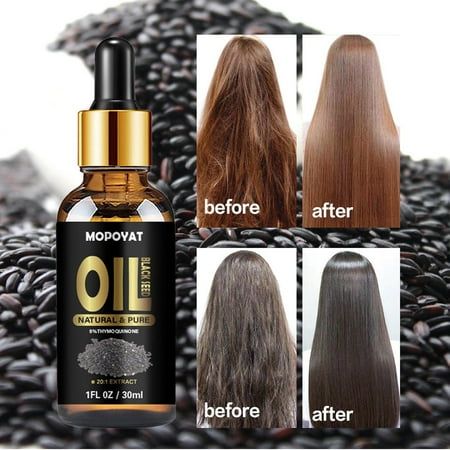 MOPOYAT
OIL
BLACK SEED
NATURAL & PURE
5%THYMOQUINONE
20:1 EXTRACT
1FL OZ / 30ml
before
after
before
after